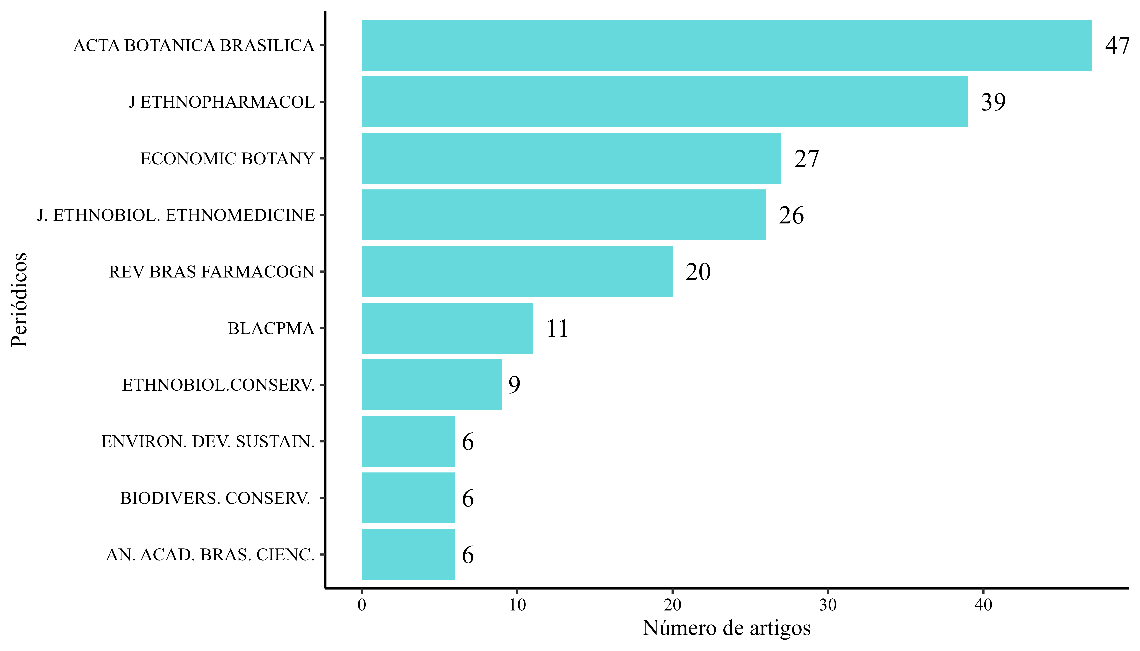 ACTA BOTANICA BRASILICA 47
J ETHNOPHARMACOL 39
ECONOMIC BOTANY 27
J. ETHNOBIOL. ETHNOMEDICINE 26
REV BRAS FARMACOGN 20
BLACPMA 11
ETHNOBIOL.CONSERV. 9
ENVIRON. DEV. SUSTAIN. 6
BIODIVERS. CONSERV. 6
AN. ACAD. BRAS. CIENC. 6
Periódicos
0 10 20 30 40
Número de artigos